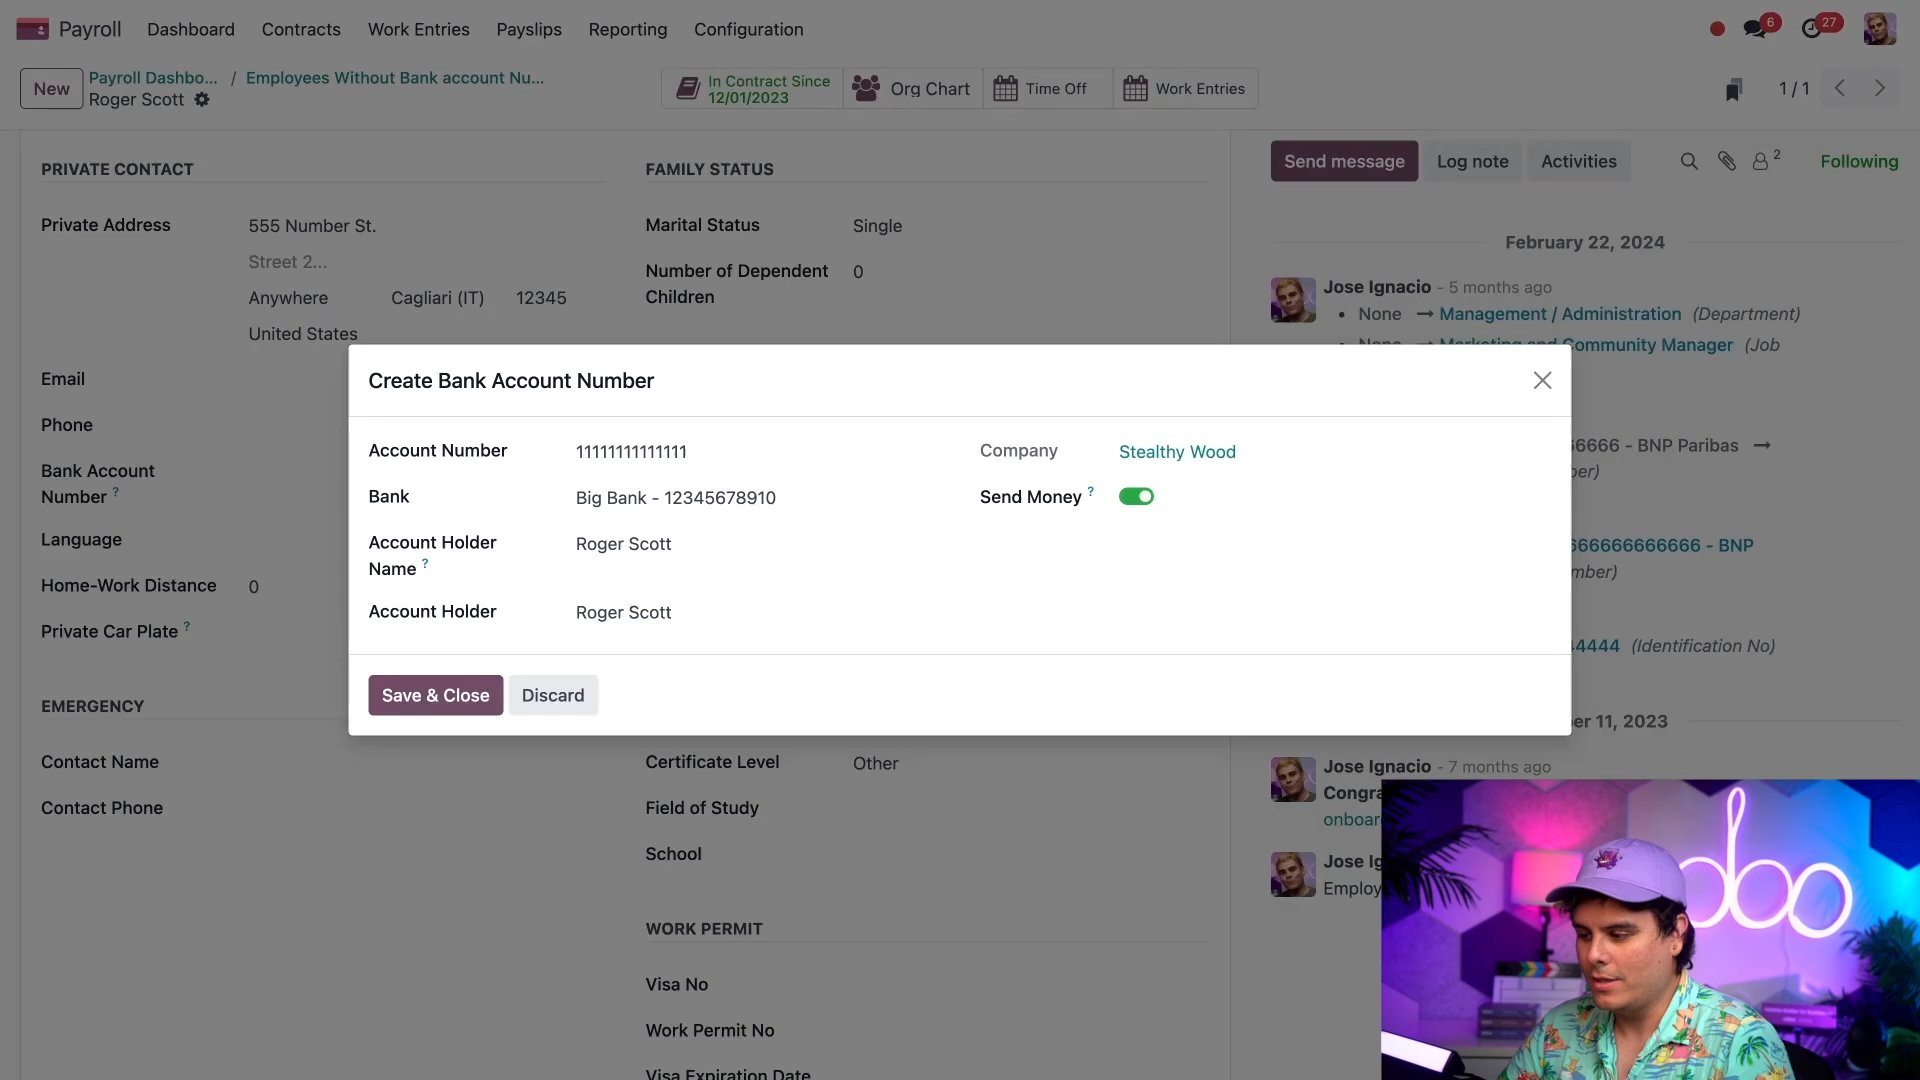 Payroll Dashboard Contracts Work Entries Payslips Reporting Configuration
6 27
New
Payroll Dashbo... / Employees Without Bank account Nu...
Roger Scott
In Contract Since
12/01/2023
Org Chart
Time Off
Work Entries
1 / 1
PRIVATE CONTACT
FAMILY STATUS
Send message Log note Activities 2 Following
Private Address 555 Number St.
Street 2...
Anywhere Cagliari (IT) 12345
United States
Marital Status Single
Number of Dependent Children 0
February 22, 2024
Jose Ignacio - 5 months ago
• None → Management / Administration (Department)
Community Manager (Job
Email
Phone
Bank Account
Number ?
Language
Home-Work Distance 0
Private Car Plate ?
Create Bank Account Number
Account Number 11111111111111
Company Stealthy Wood
Bank Big Bank - 12345678910
Send Money ?
Account Holder
Name ? Roger Scott
Account Holder Roger Scott
Save & Close Discard
66666 - BNP Paribas →
ber)
666666666666 - BNP
mber)
44444 (Identification No)
EMERGENCY
Contact Name
Contact Phone
Certificate Level Other
Field of Study
School
WORK PERMIT
Visa No
Work Permit No
Visa Expiration Date
er 11, 2023
Jose Ignacio - 7 months ago
Congra
onboar
Jose Ig
Employ